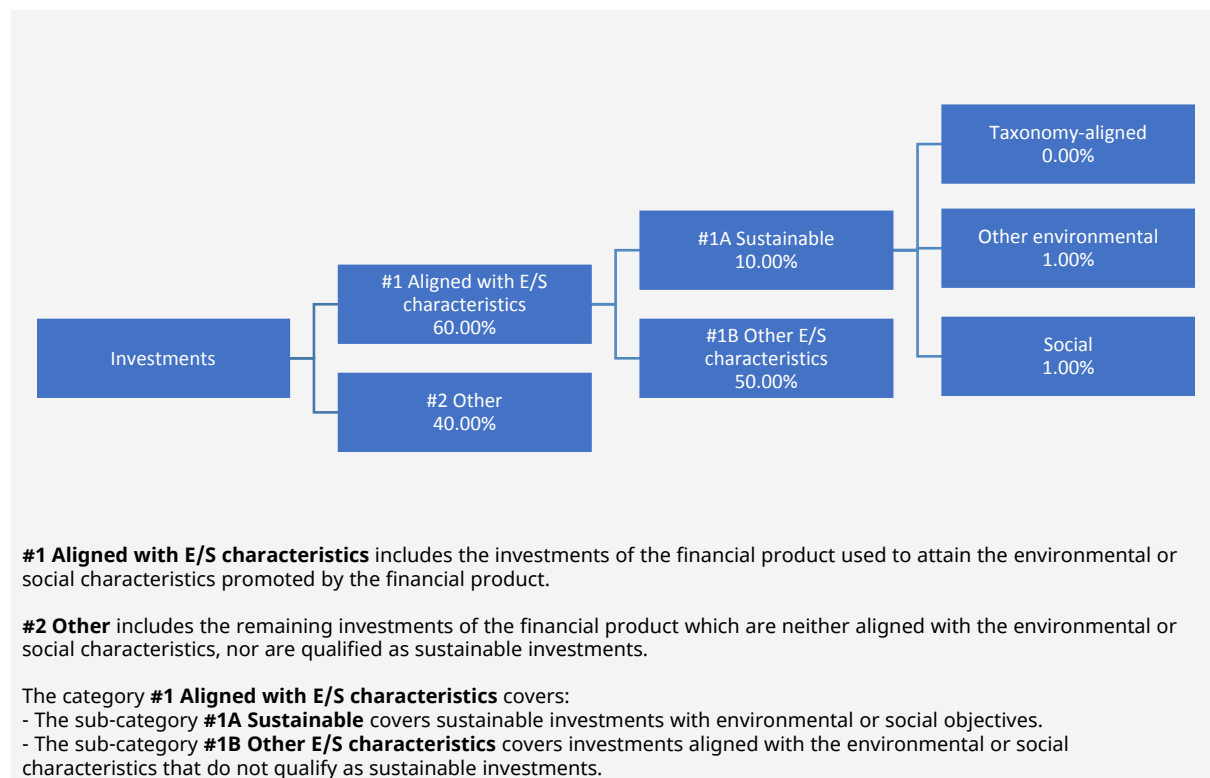 Taxonomy-aligned
0.00%
#1A Sustainable
10.00%
Other environmental
1.00%
#1 Aligned with E/S
characteristics
60.00%
Investments
#1B Other E/S
characteristics
50.00%
Social
1.00%
#2 Other
40.00%
#1 Aligned with E/S characteristics includes the investments of the financial product used to attain the environmental or
social characteristics promoted by the financial product.
#2 Other includes the remaining investments of the financial product which are neither aligned with the environmental or
social characteristics, nor are qualified as sustainable investments.
The category #1 Aligned with E/S characteristics covers:
- The sub-category #1A Sustainable covers sustainable investments with environmental or social objectives.
- The sub-category #1B Other E/S characteristics covers investments aligned with the environmental or social
characteristics that do not qualify as sustainable investments.